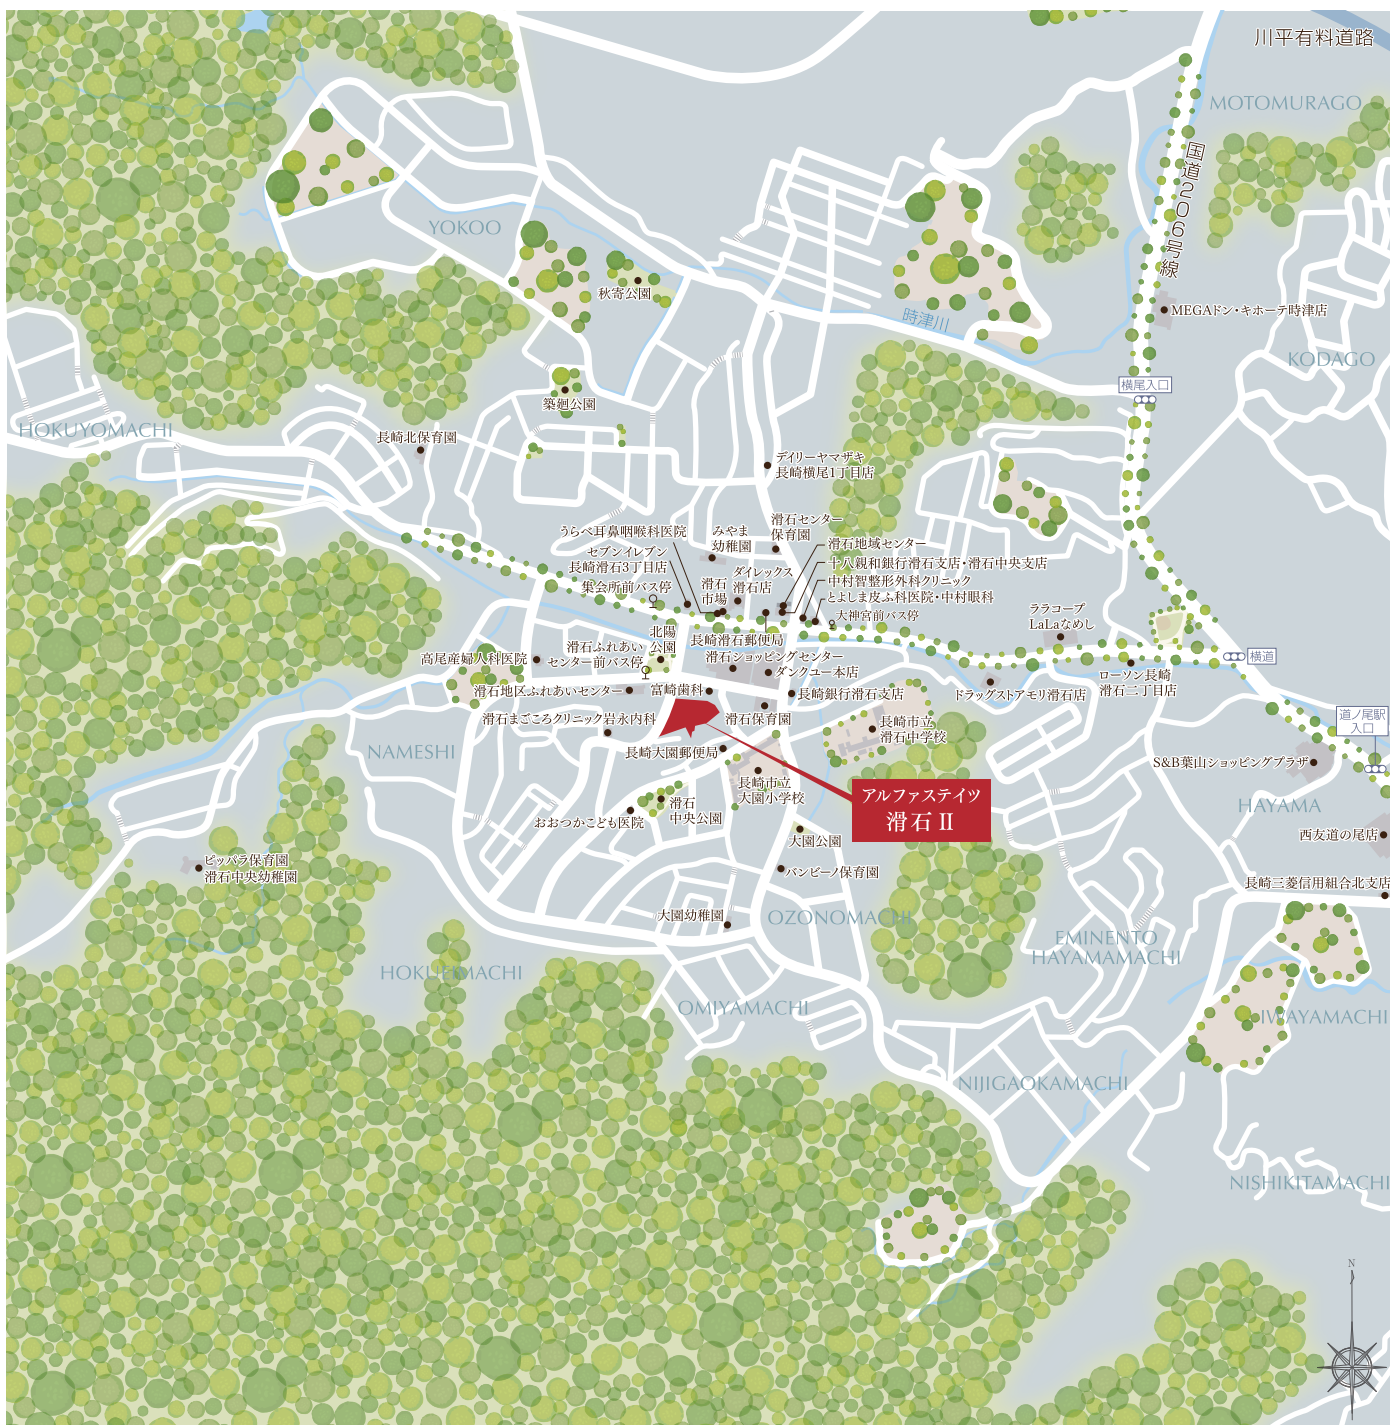 川平有料道路
MOTOMURAGO
国道206号線
YOKOO
秋寄公園
時津川
MEGAドン・キホーテ時津店
KODAGO
横尾入口
築廻公園
HOKUYOMACHI
長崎北保育園
デイリーヤマザキ
長崎横尾1丁目店
うらべ耳鼻咽喉科医院
みやま
幼稚園
滑石センター
保育園
滑石地域センター
セブンイレブン
長崎滑石3丁目店
十八親和銀行滑石支店・滑石中央支店
集会所前バス停
滑石
市場
ダイレックス
滑石店
中村智整形外科クリニック
とよしま皮ふ科医院・中村眼科
大神宮前バス停
ララコープ
LaLaなめし
北陽
公園
長崎滑石郵便局
滑石ふれあい
センター前バス停
滑石ショッピングセンター
高尾産婦人科医院
ダンクユー本店
横道
ローソン長崎
滑石二丁目店
滑石地区ふれあいセンター
富崎歯科
長崎銀行滑石支店
ドラッグストアモリ滑石店
滑石まごころクリニック岩永内科
滑石保育園
長崎市立
滑石中学校
道ノ尾駅
入口
NAMESHI
長崎大園郵便局
S&B葉山ショッピングプラザ
長崎市立
大園小学校
アルファステイツ
滑石Ⅱ
HAYAMA
滑石
中央公園
おおつかこども医院
大園公園
西友道の尾店
ピッパラ保育園
滑石中央幼稚園
バンビーノ保育園
長崎三菱信用組合北支店
大園幼稚園
OZONOMACHI
EMINENTO
HAYAMAMACHI
HOKUEIMACHI
OMIYAMACHI
IWAYAMACHI
NIJIGAOKAMACHI
NISHIKITAMACHI
N